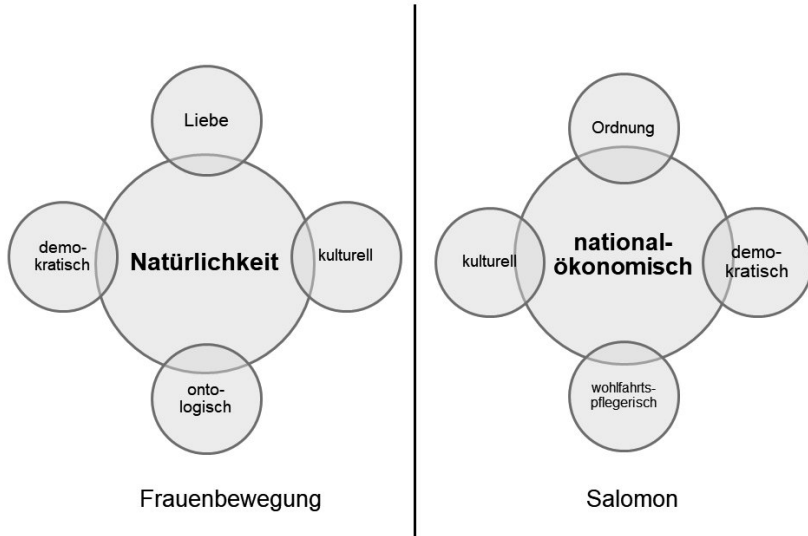 Liebe
demo-
kratisch
Natürlichkeit
kulturell
onto-
logisch
Frauenbewegung
Ordnung
kulturell
national-
ökonomisch
demo-
kratisch
wohlfahrts-
pflegerisch
Salomon